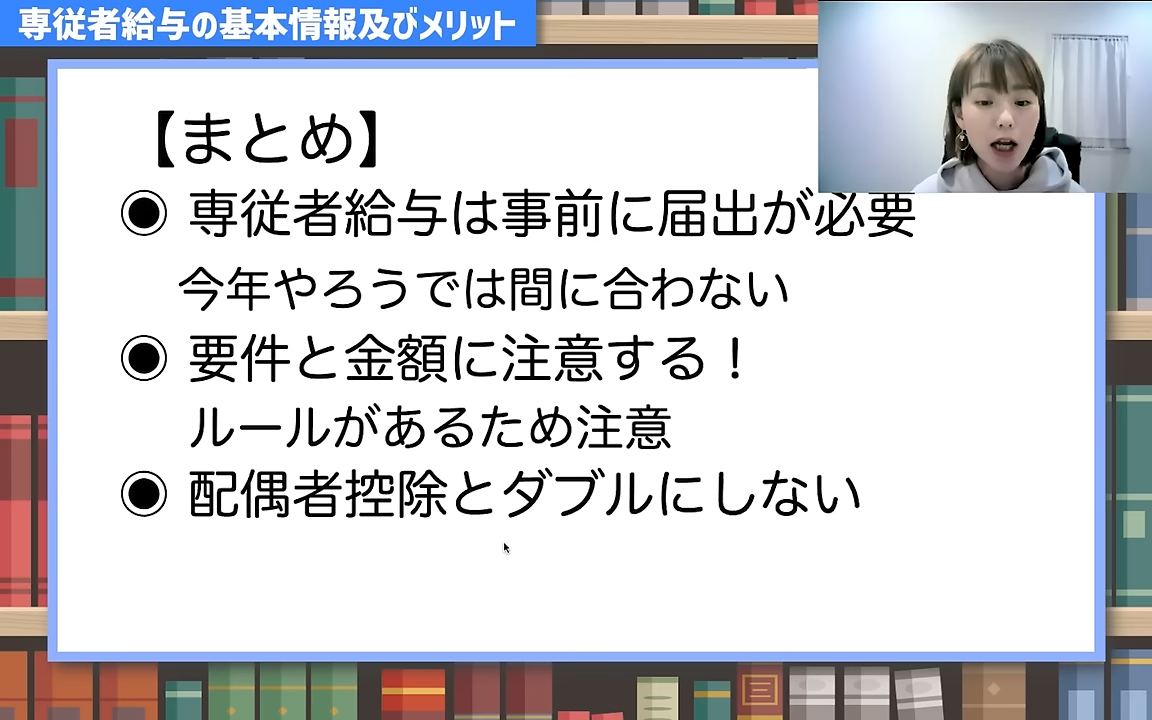 専従者給与の基本情報及びメリット
【まとめ】
◉ 専従者給与は事前に届出が必要
今年やろうでは間に合わない
◉ 要件と金額に注意する！
ルールがあるため注意
◉ 配偶者控除とダブルにしない